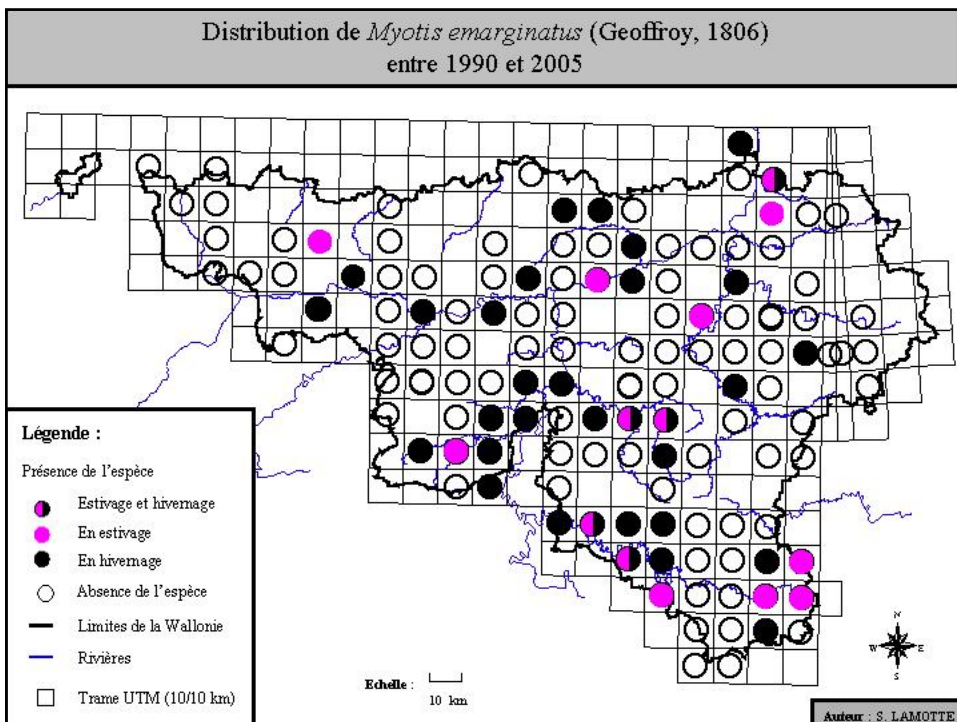 Distribution de Myotis emarginatus (Geoffroy, 1806)
entre 1990 et 2005
Légende :
Présence de l'espèce
Estivage et hivernage
En estivage
En hivernage
Absence de l'espèce
Limites de la Wallonie
Rivières
Trame UTM (10/10 km)
Echelle :
10 km
N
W E
S
Auteur : S. LAMOTTE